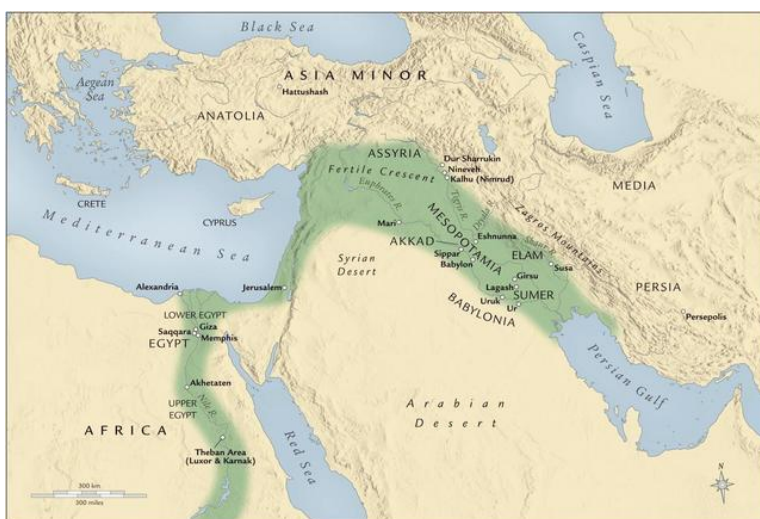 Black Sea
Caspian Sea
Aegean
Sea
ASIA MINOR
Hattushash
ANATOLIA
ASSYRIA
Dur Sharrukin
Nineveh
Kalhu (Nimrud)
Fertile Crescent
MEDIA
CRETE
CYPRUS
Euphrates R.
Tigris R.
Zagros Mountains
Mediterranean Sea
Mari
MESOPOTAMIA
Eshnunna
AKKAD
Sippar
Babylon
ELAM
Susa
Syrian
Desert
Girsu
Lagash
SUMER
Uruk
Ur
BABYLONIA
PERSIA
Persepolis
Alexandria
Jerusalem
LOWER EGYPT
Giza
Saqqara
Memphis
EGYPT
Persian Gulf
Akhetaten
UPPER
EGYPT
Nile R.
AFRICA
Arabian
Desert
Theban Area
(Luxor & Karnak)
Red Sea
300 km
300 miles
N